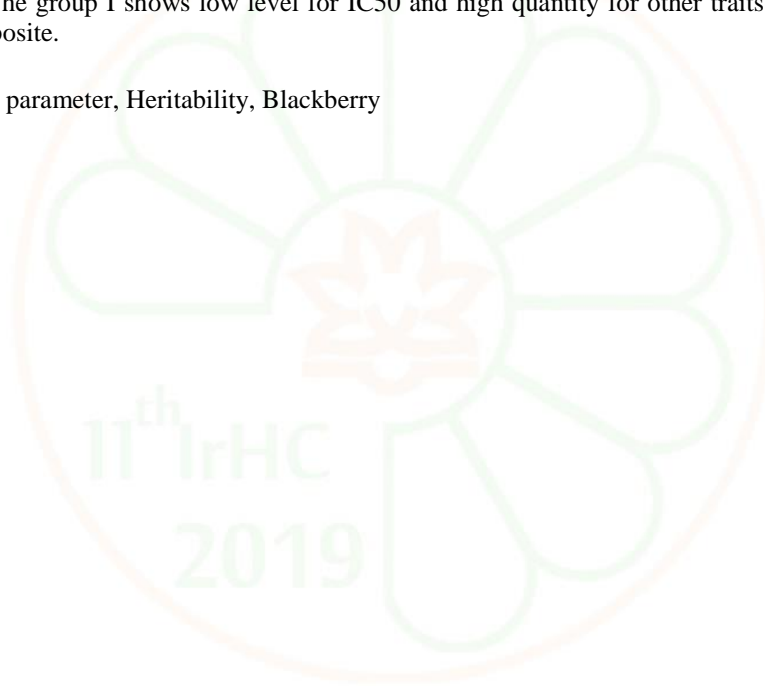 he group I shows low level for IC50 and high quantity for other traits
posite.
parameter, Heritability, Blackberry
11th IrHC
2019